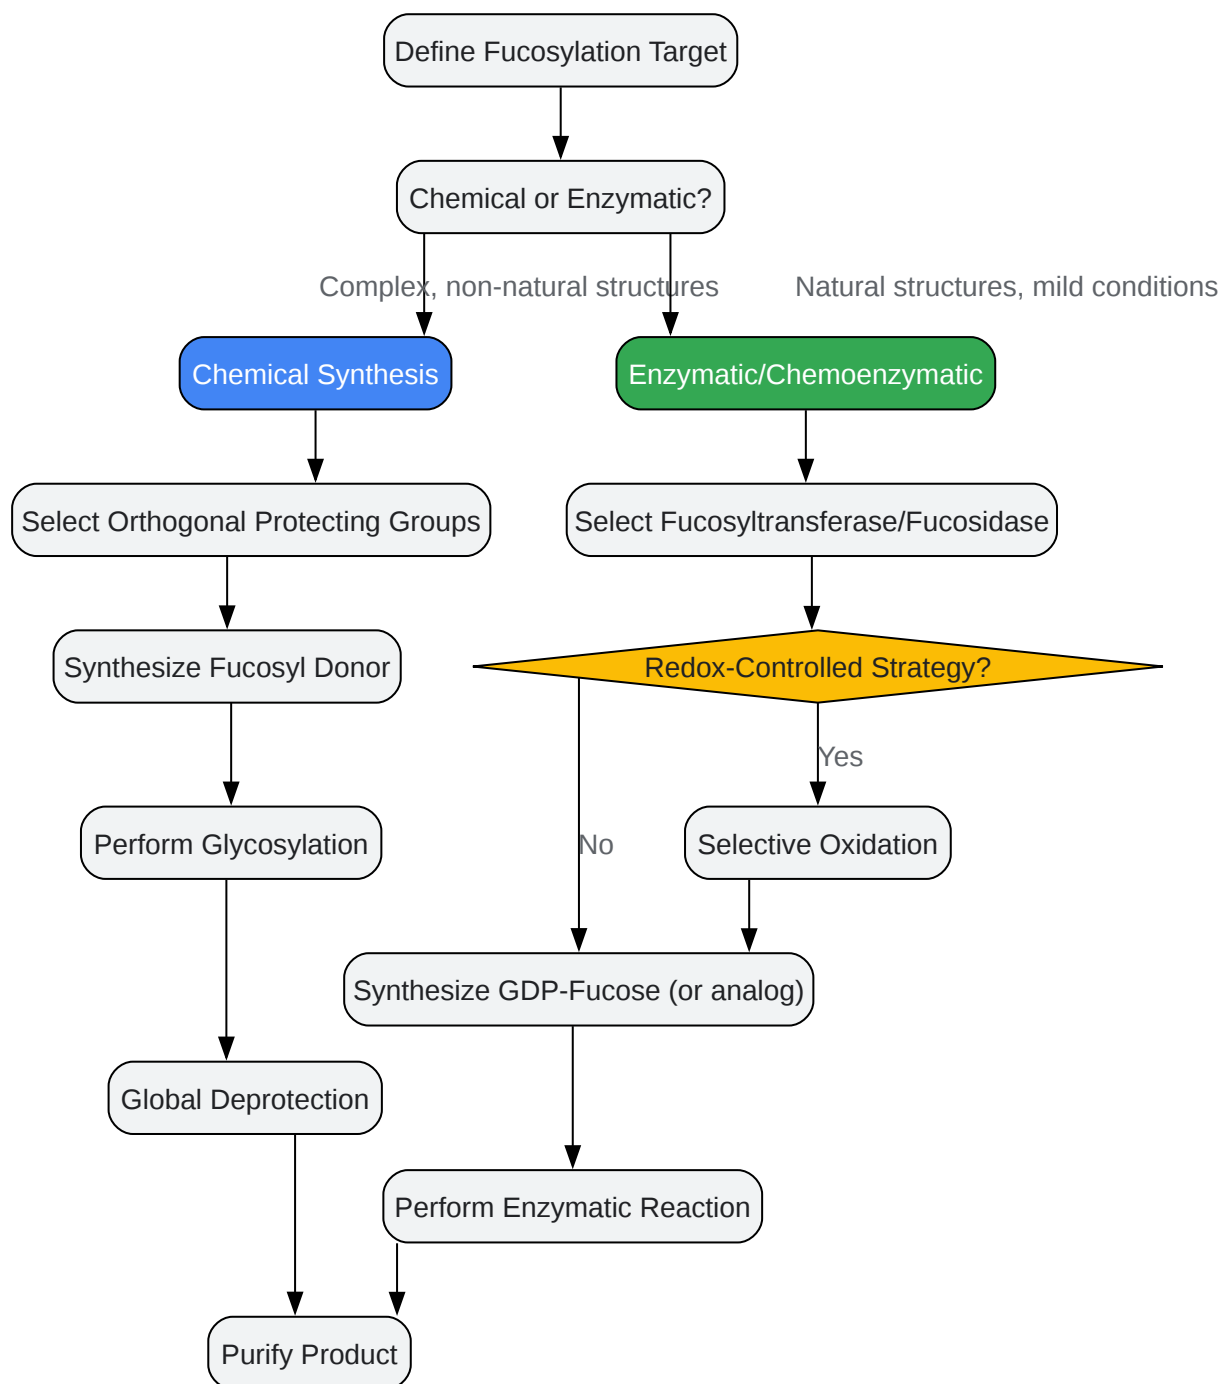 Define Fucosylation Target
Chemical or Enzymatic?
Complex, non-natural structures
Natural structures, mild conditions
Chemical Synthesis
Enzymatic/Chemoenzymatic
Select Orthogonal Protecting Groups
Select Fucosyltransferase/Fucosidase
Synthesize Fucosyl Donor
Redox-Controlled Strategy?
Yes
Perform Glycosylation
No
Selective Oxidation
Synthesize GDP-Fucose (or analog)
Global Deprotection
Perform Enzymatic Reaction
Purify Product